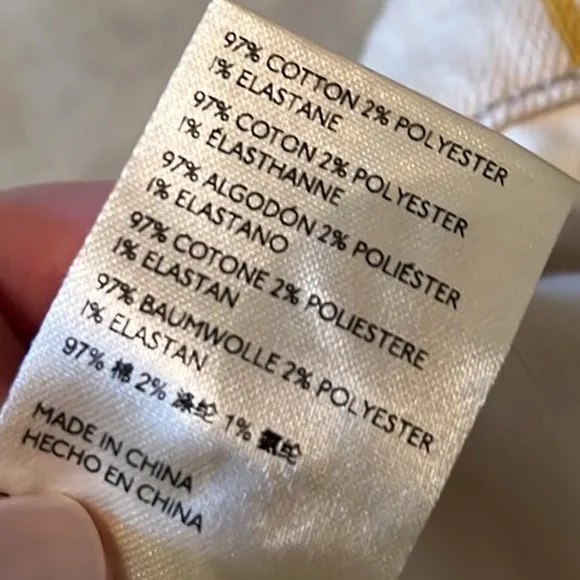 97% COTTON 2% POLYESTER
1% ELASTANE
97% COTON 2% POLYESTER
1% ÉLASTHANNE
97% ALGODÓN 2% POLIÉSTER
1% ELASTANO
97% COTONE 2% POLIESTERE
1% ELASTAN
97% BAUMWOLLE 2% POLYESTER
1% ELASTAN
97% 棉 2% 涤纶 1% 氨纶
MADE IN CHINA
HECHO EN CHINA